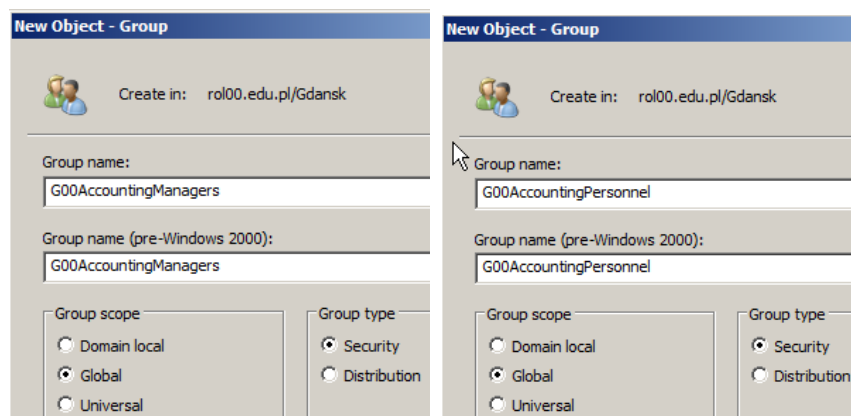 New Object - Group
Create in: rol00.edu.pl/Gdansk
Group name:
G00AccountingManagers
Group name (pre-Windows 2000):
G00AccountingManagers
Group scope
Domain local
Global
Universal
Group type
Security
Distribution
New Object - Group
Create in: rol00.edu.pl/Gdansk
Group name:
G00AccountingPersonnel
Group name (pre-Windows 2000):
G00AccountingPersonnel
Group scope
Domain local
Global
Universal
Group type
Security
Distribution